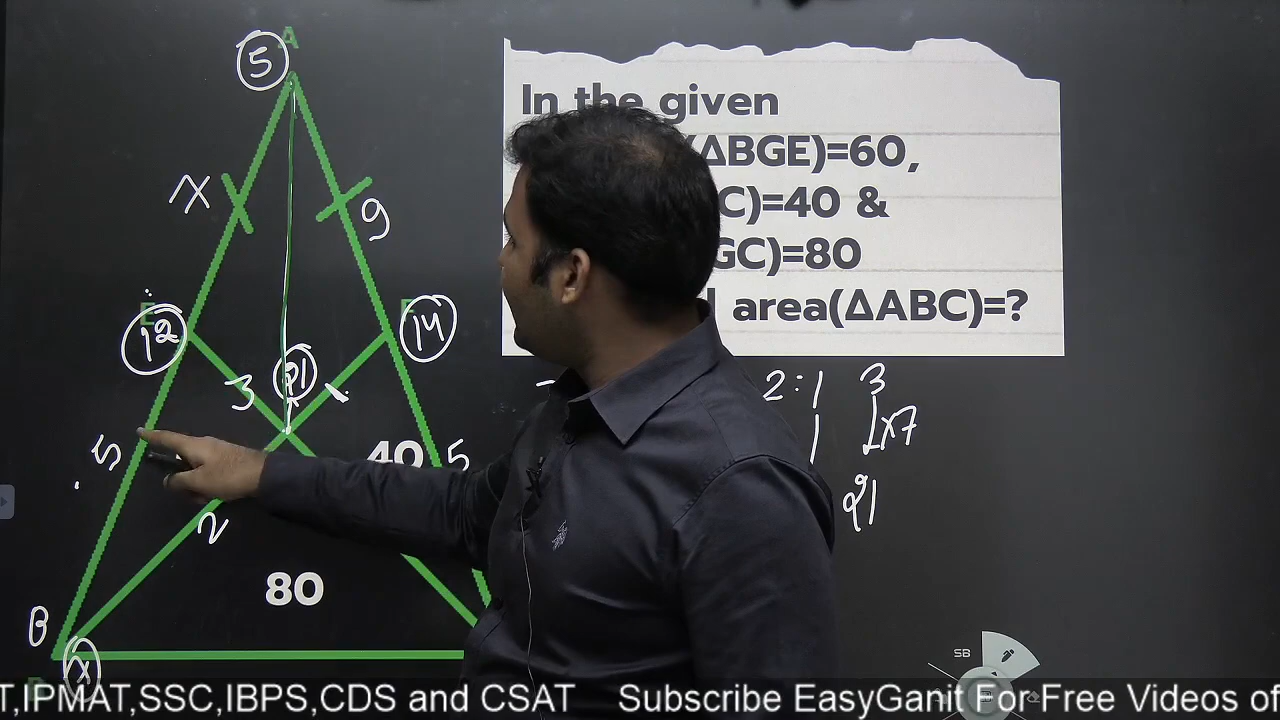 A
5
In the given
(ΔBGE)=60,
C)=40 &
GC)=80
area(ΔABC)=?
x
9
12
14
21
3
1
5
40
5
2
80
B
7
2:1 3
1 1x7
21
SB
T,IPMAT,SSC,IBPS,CDS and CSAT Subscribe EasyGanit For Free Videos of